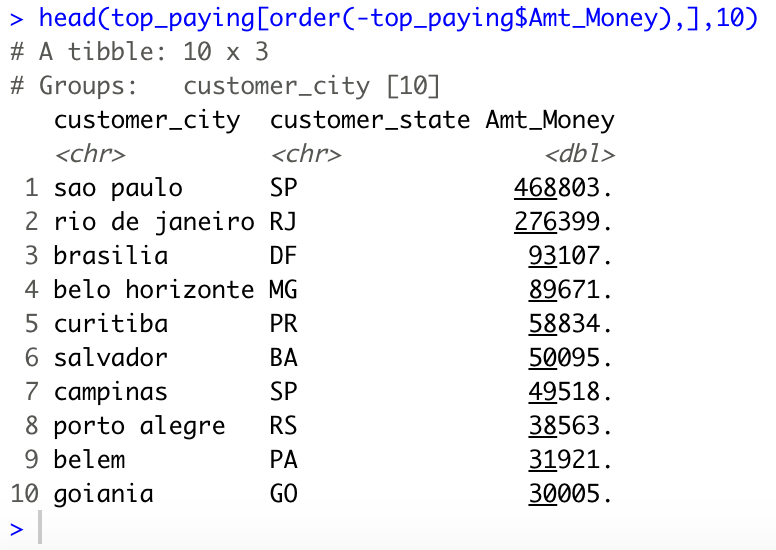 > head(top_paying[order(-top_paying$Amt_Money),],10)
# A tibble: 10 x 3
# Groups:   customer_city [10]
   customer_city  customer_state Amt_Money
   <chr>          <chr>              <dbl>
 1 sao paulo      SP               468803.
 2 rio de janeiro RJ               276399.
 3 brasilia       DF                93107.
 4 belo horizonte MG                89671.
 5 curitiba       PR                58834.
 6 salvador       BA                50095.
 7 campinas       SP                49518.
 8 porto alegre   RS                38563.
 9 belem          PA                31921.
10 goiania        GO                30005.
>